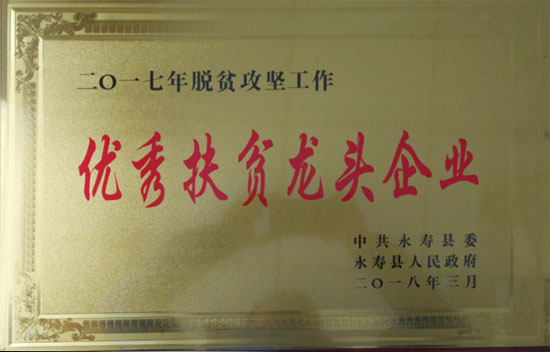 二〇一七年脱贫攻坚工作
优秀扶贫龙头企业
中共永寿县委
永寿县人民政府
二〇一八年三月